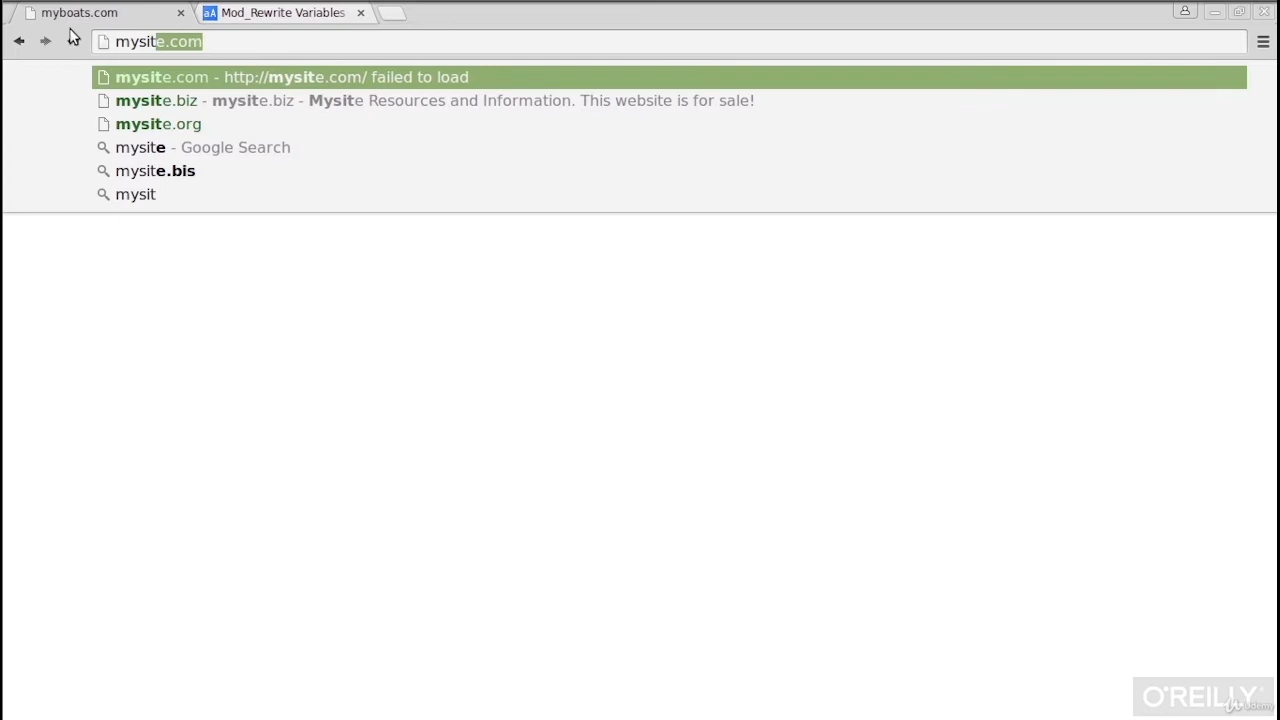 myboats.com
Mod_Rewrite Variables
mysite.com
mysite.com - http://mysite.com/ failed to load
mysite.biz - mysite.biz - Mysite Resources and Information. This website is for sale!
mysite.org
mysite - Google Search
mysite.bis
mysit
O'REILLY
Udemy